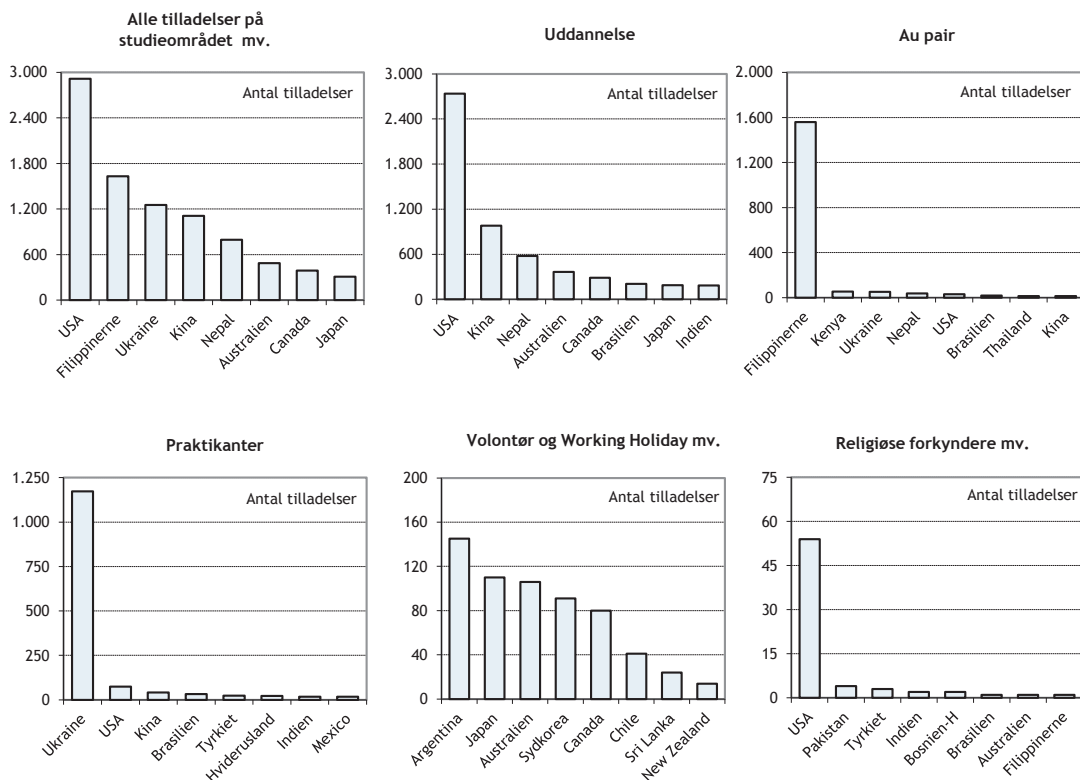 Alle tilladelser på
studieområdet mv.
Antal tilladelser
3.000
2.400
1.800
1.200
600
0
USA
Filippinerne
Ukraine
Kina
Nepal
Australien
Canada
Japan
Uddannelse
Antal tilladelser
3.000
2.400
1.800
1.200
600
0
USA
Kina
Nepal
Australien
Canada
Brasilien
Japan
Indien
Au pair
Antal tilladelser
2.000
1.600
1.200
800
400
0
Filippinerne
Kenya
Ukraine
Nepal
USA
Brasilien
Thailand
Kina
Praktikanter
Antal tilladelser
1.250
1.000
750
500
250
0
Ukraine
USA
Kina
Brasilien
Tyrkiet
Hviderusland
Indien
Mexico
Volontør og Working Holiday mv.
Antal tilladelser
200
160
120
80
40
0
Argentina
Japan
Australien
Sydkorea
Canada
Chile
Sri Lanka
New Zealand
Religiøse forkyndere mv.
Antal tilladelser
75
60
45
30
15
0
USA
Pakistan
Tyrkiet
Indien
Bosnien-H
Brasilien
Australien
Filippinerne